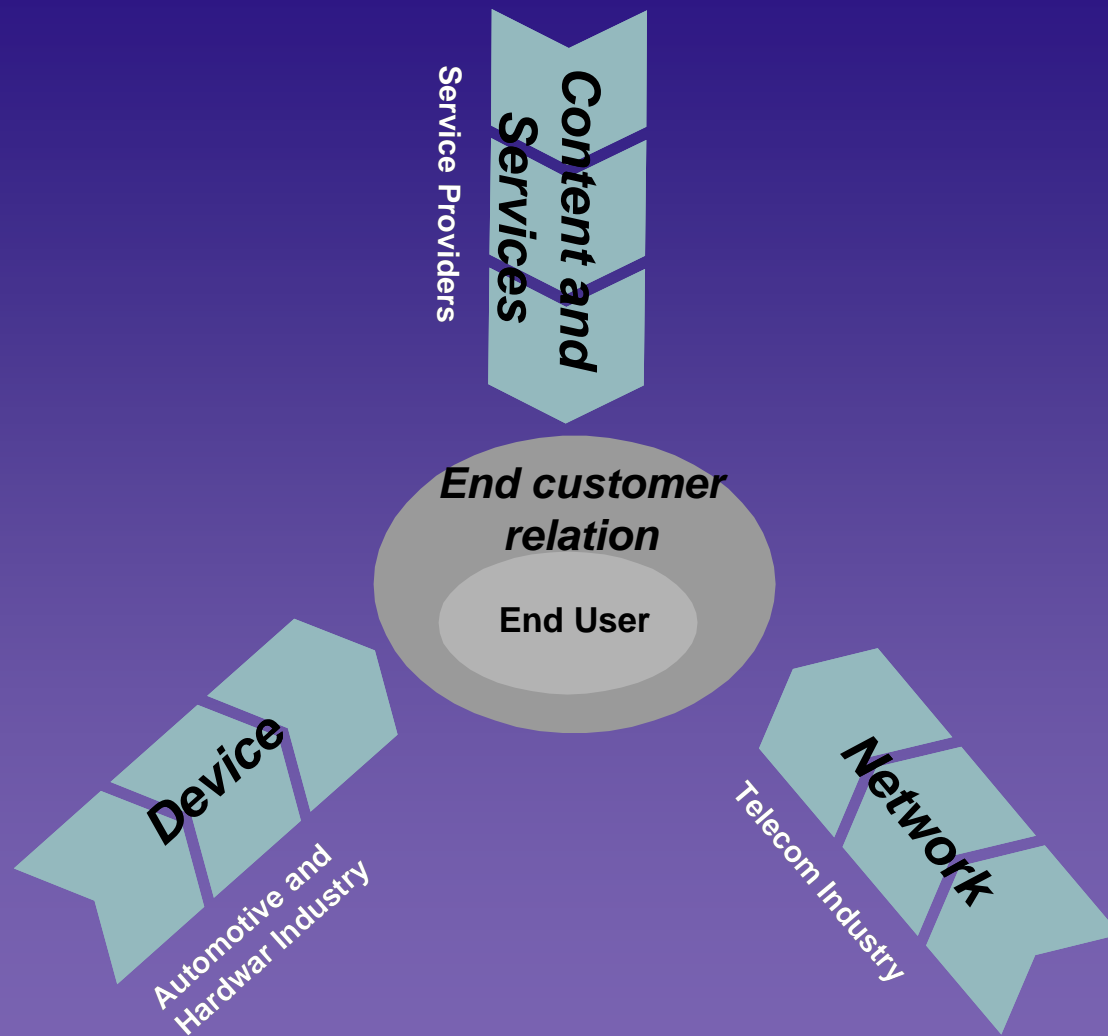 Service Providers
Content and
Services
End customer
relation
End User
Device
Automotive and
Hardwar Industry
Network
Telecom Industry